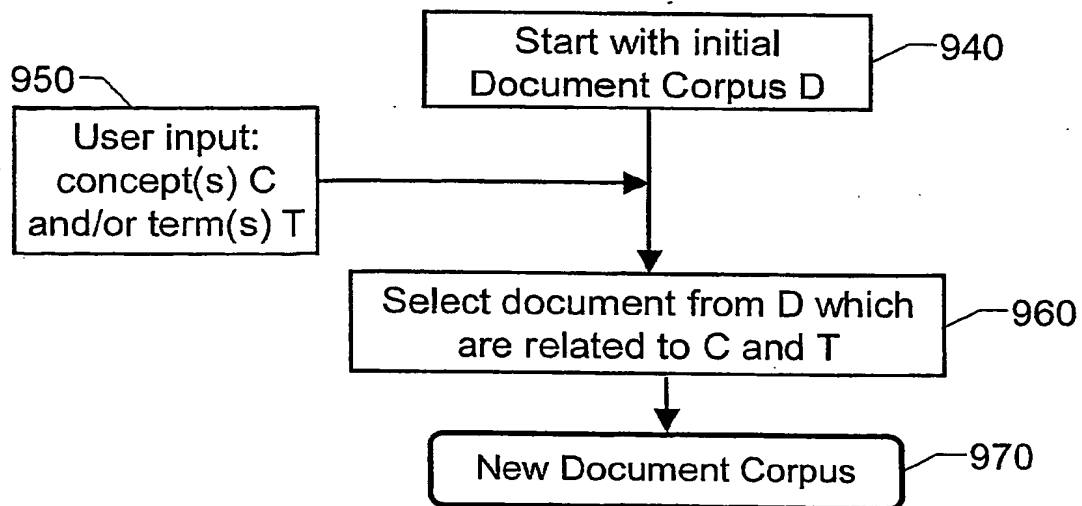 Start with initial
Document Corpus D
940
950
User input:
concept(s) C
and/or term(s) T
Select document from D which
are related to C and T
960
New Document Corpus
970